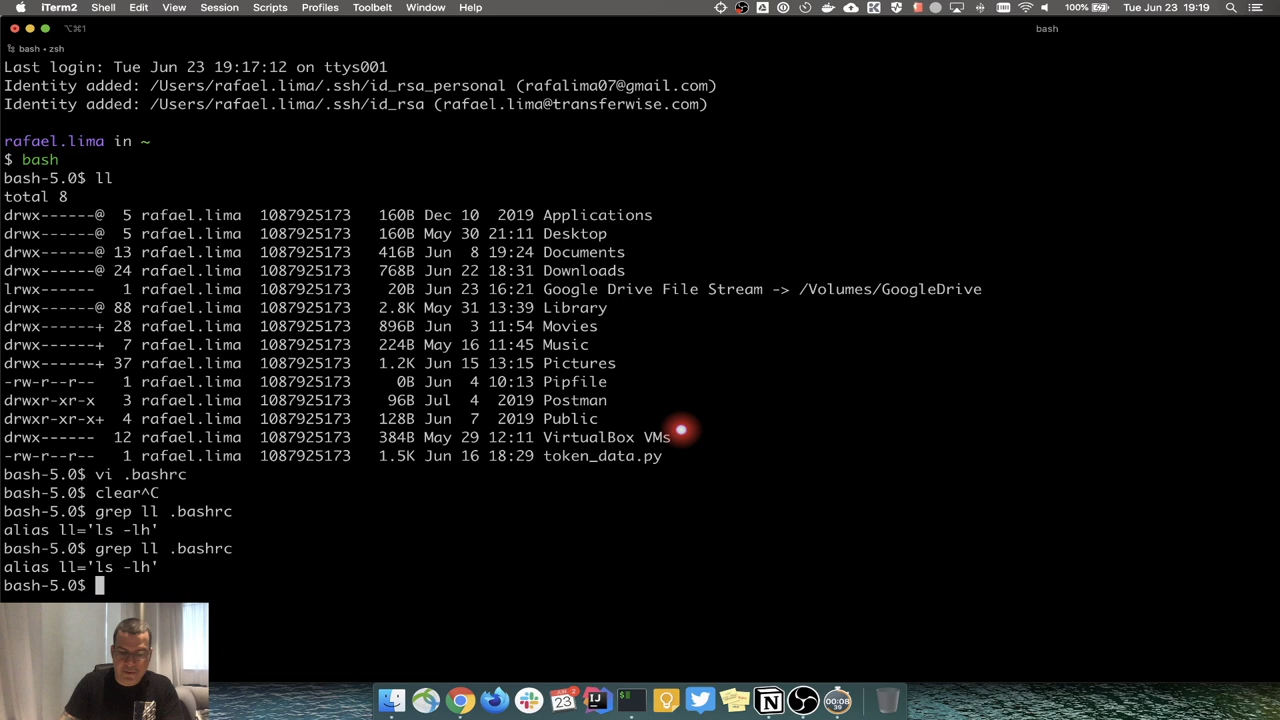 iTerm2 Shell Edit View Session Scripts Profiles Toolbelt Window Help 100% Tue Jun 23 19:19
⌥⌘1 bash
bash • zsh
Last login: Tue Jun 23 19:17:12 on ttys001
Identity added: /Users/rafael.lima/.ssh/id_rsa_personal (rafalima07@gmail.com)
Identity added: /Users/rafael.lima/.ssh/id_rsa (rafael.lima@transferwise.com)
rafael.lima in ~
$ bash
bash-5.0$ ll
total 8
drwx------@ 5 rafael.lima 1087925173 160B Dec 10 2019 Applications
drwx------@ 5 rafael.lima 1087925173 160B May 30 21:11 Desktop
drwx------@ 13 rafael.lima 1087925173 416B Jun 8 19:24 Documents
drwx------@ 24 rafael.lima 1087925173 768B Jun 22 18:31 Downloads
lrwx------ 1 rafael.lima 1087925173 20B Jun 23 16:21 Google Drive File Stream -> /Volumes/GoogleDrive
drwx------@ 88 rafael.lima 1087925173 2.8K May 31 13:39 Library
drwx------+ 28 rafael.lima 1087925173 896B Jun 3 11:54 Movies
drwx------+ 7 rafael.lima 1087925173 224B May 16 11:45 Music
drwx------+ 37 rafael.lima 1087925173 1.2K Jun 15 13:15 Pictures
-rw-r--r-- 1 rafael.lima 1087925173 0B Jun 4 10:13 Pipfile
drwxr-xr-x 3 rafael.lima 1087925173 96B Jul 4 2019 Postman
drwxr-xr-x+ 4 rafael.lima 1087925173 128B Jun 7 2019 Public
drwx------ 12 rafael.lima 1087925173 384B May 29 12:11 VirtualBox VMs
-rw-r--r-- 1 rafael.lima 1087925173 1.5K Jun 16 18:29 token_data.py
bash-5.0$ vi .bashrc
bash-5.0$ clear^C
bash-5.0$ grep ll .bashrc
alias ll='ls -lh'
bash-5.0$ grep ll .bashrc
alias ll='ls -lh'
bash-5.0$
23 00:08